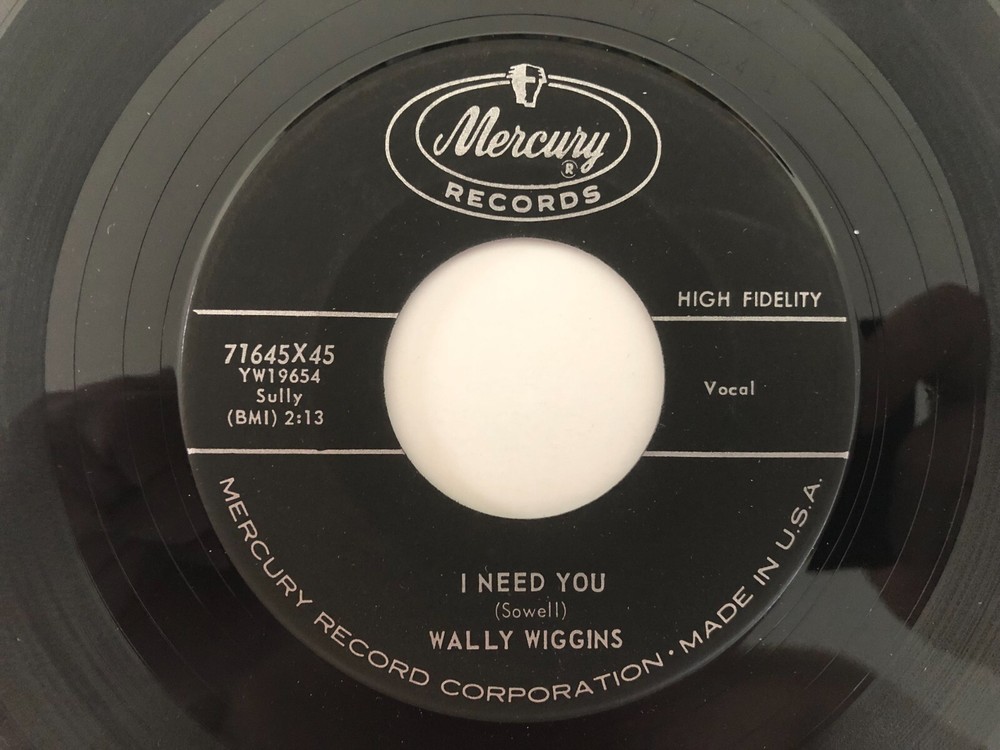 Mercury
®
RECORDS
HIGH FIDELITY
71645X45
YW19654
Sully
(BMI) 2:13
Vocal
I NEED YOU
(Sowell)
WALLY WIGGINS
MERCURY RECORD CORPORATION • MADE IN U.S.A.